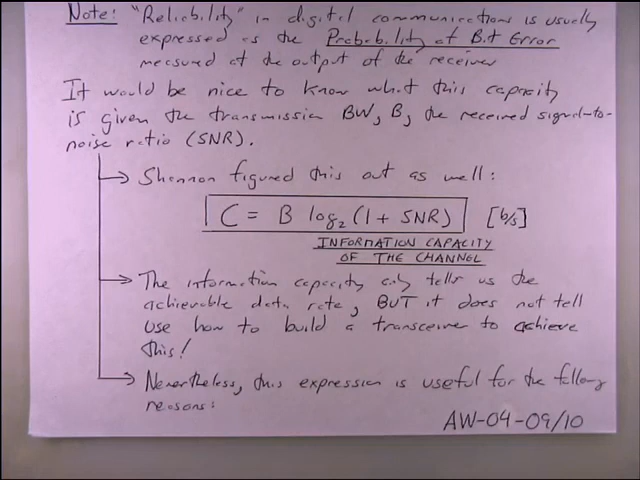 Note: "Reliability" in digital communications is usually
expressed as the Probability of Bit Error
measured at the output of the receiver
It would be nice to know what this capacity
is given the transmission BW, B, the received signal-to-
noise ratio (SNR).
Shannon figured this out as well:
C = B log₂ (1 + SNR) [b/s]
INFORMATION CAPACITY
OF THE CHANNEL
The information capacity only tells us the
achievable data rate, BUT it does not tell
use how to build a transceiver to achieve
this!
Nevertheless, this expression is useful for the following
reasons:
AW-04-09/10